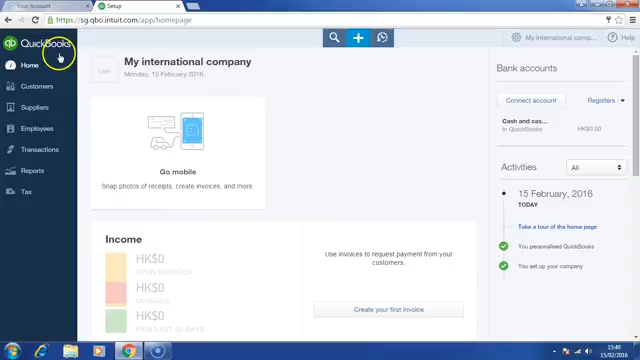 Your Account
Setup
https://sg.qbo.intuit.com/app/homepage
qb QuickBooks
My International comp...
Help
Home
Customers
Suppliers
Employees
Transactions
Reports
Tax
Logo
My international company
Monday, 15 February 2016
Go mobile
Snap photos of receipts, create invoices, and more
Income
HK$0
OPEN INVOICES
HK$0
OVERDUE
HK$0
PAID LAST 30 DAYS
Use invoices to request payment from your
customers.
Create your first invoice
Bank accounts
Connect account
Registers
Cash and cas...
In QuickBooks
HK$0.00
Activities
All
15 February, 2016
TODAY
Take a tour of the home page
You personalised QuickBooks
You set up your company
15:40
15/02/2016